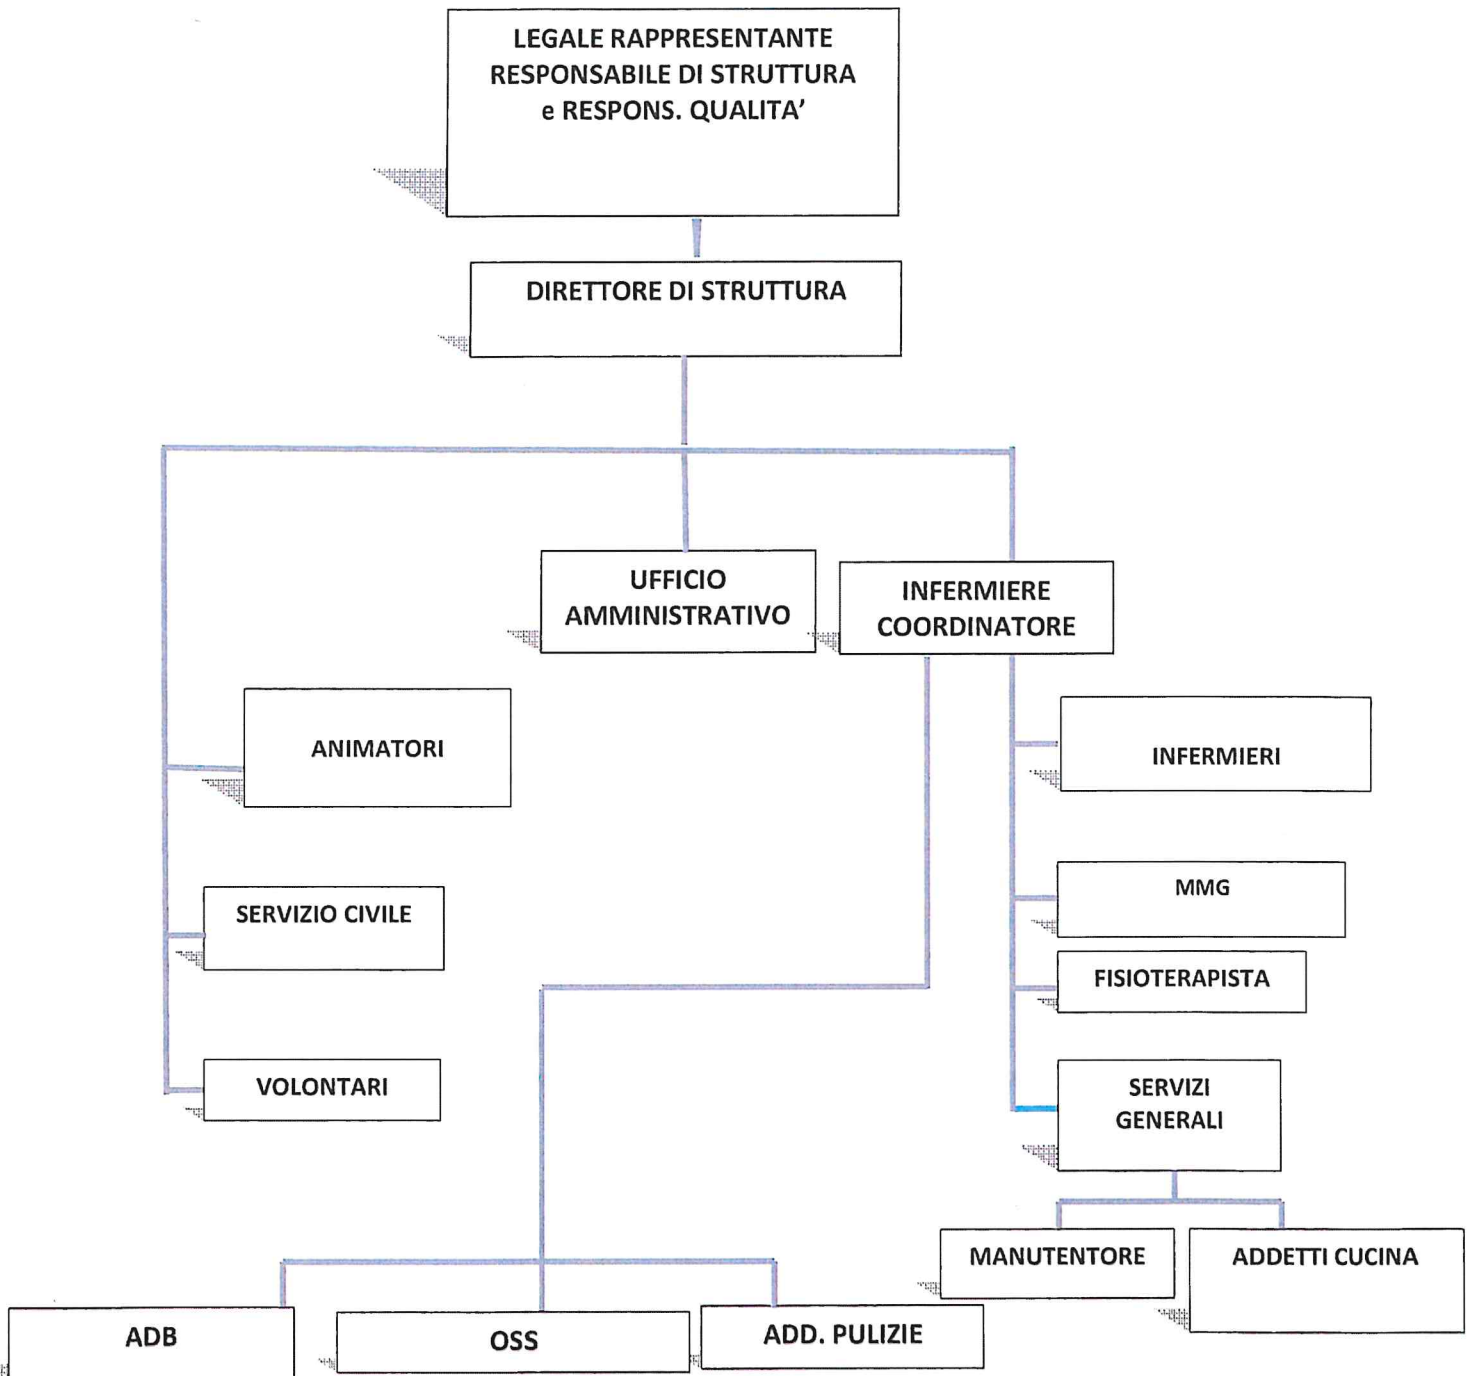 LEGALE RAPPRESENTANTE
RESPONSABILE DI STRUTTURA
e RESPONS. QUALITA’
DIRETTORE DI STRUTTURA
UFFICIO
AMMINISTRATIVO
INFERMIERE
COORDINATORE
ANIMATORI
INFERMIERI
SERVIZIO CIVILE
MMG
FISIOTERAPISTA
VOLONTARI
SERVIZI
GENERALI
MANUTENTORE
ADDETTI CUCINA
ADB
OSS
ADD. PULIZIE